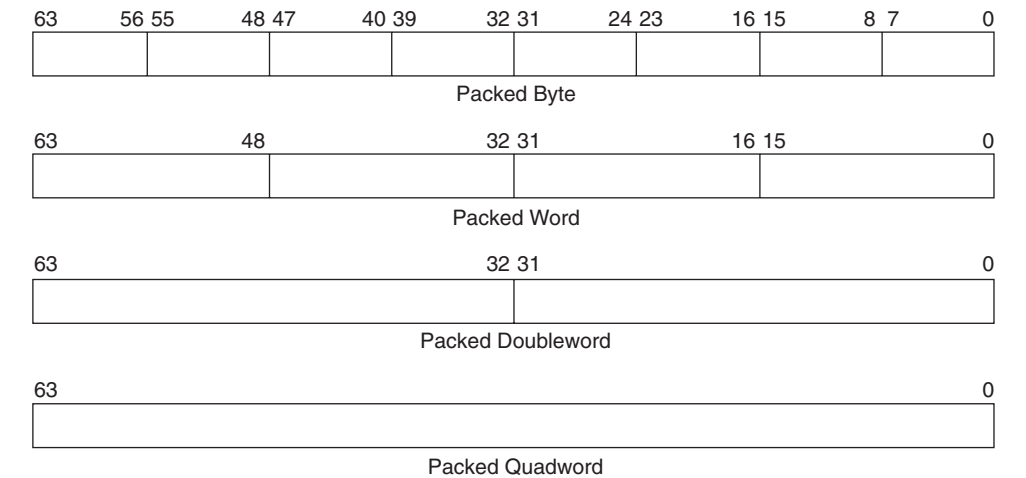 63 56 55 48 47 40 39 32 31 24 23 16 15 8 7 0
Packed Byte
63 48 32 31 16 15 0
Packed Word
63 32 31 0
Packed Doubleword
63 0
Packed Quadword